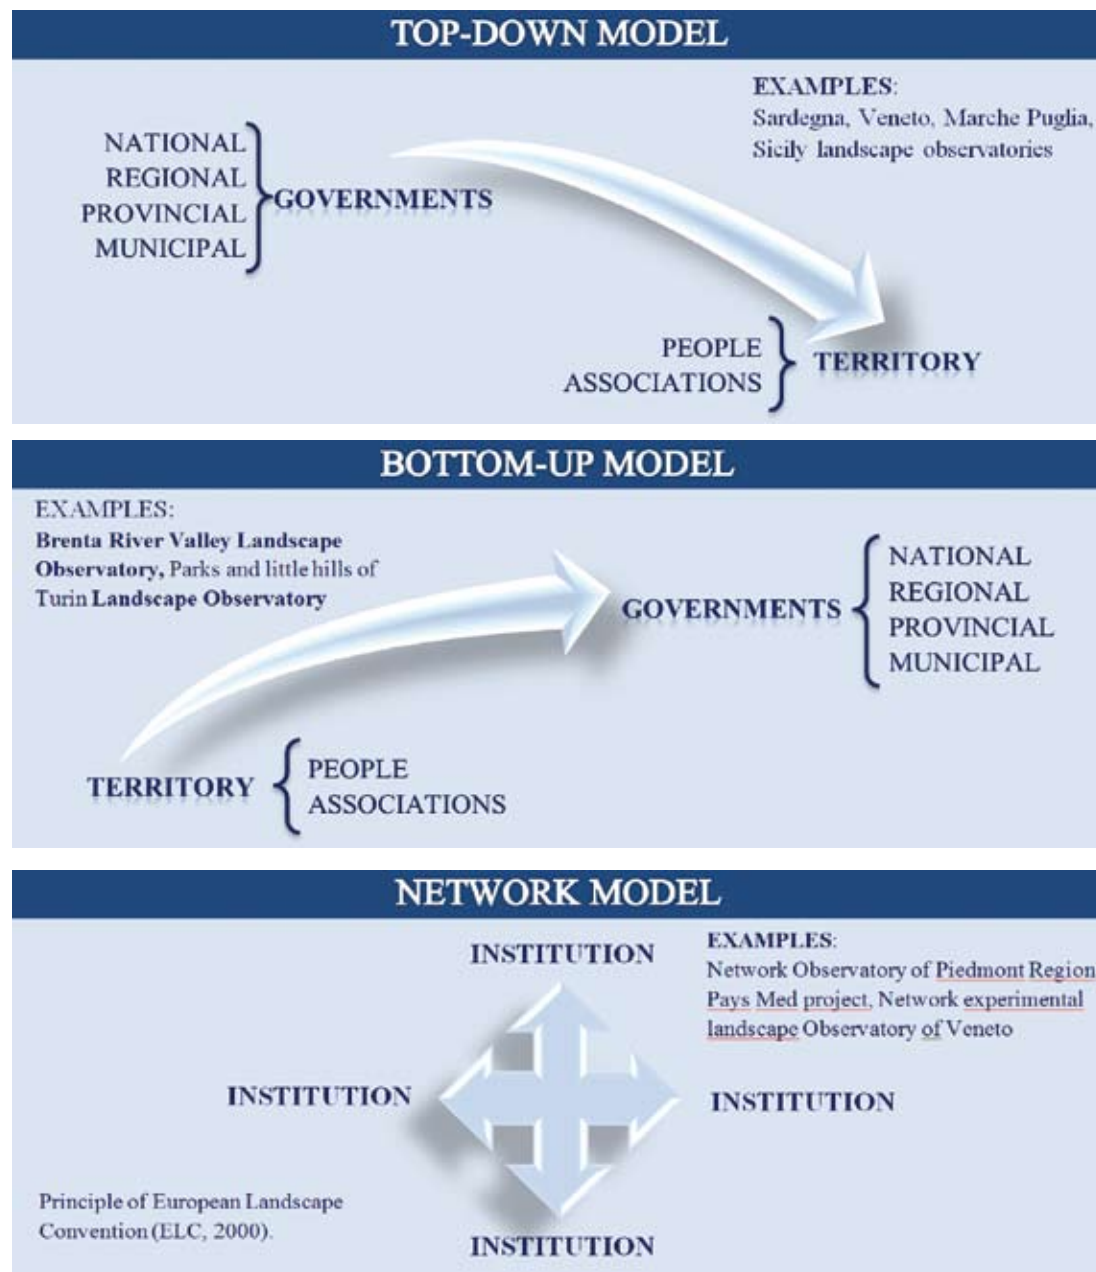 TOP-DOWN MODEL
EXAMPLES:
Sardegna, Veneto, Marche Puglia,
Sicily landscape observatories
NATIONAL
REGIONAL
PROVINCIAL
MUNICIPAL
GOVERNMENTS
PEOPLE
ASSOCIATIONS
TERRITORY
BOTTOM-UP MODEL
EXAMPLES:
Brenta River Valley Landscape
Observatory, Parks and little hills of
Turin Landscape Observatory
GOVERNMENTS
NATIONAL
REGIONAL
PROVINCIAL
MUNICIPAL
TERRITORY
PEOPLE
ASSOCIATIONS
NETWORK MODEL
INSTITUTION
EXAMPLES:
Network Observatory of Piedmont Region
Pays Med project, Network experimental
landscape Observatory of Veneto
INSTITUTION
INSTITUTION
Principle of European Landscape
Convention (ELC, 2000).
INSTITUTION